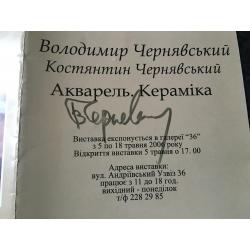 Володимир Чернявський
Костянтин Чернявський
Акварель. Кераміка
Виставка експонується в галереї "36"
з 5 по 18 травня 2006 року
Відкриття виставки 5 травня о 17. 00
Адреса виставки:
вул. Андріївський Узвіз 36
працює з 11 до 18 год.
вихідний - понеділок
т/ф 228 29 85